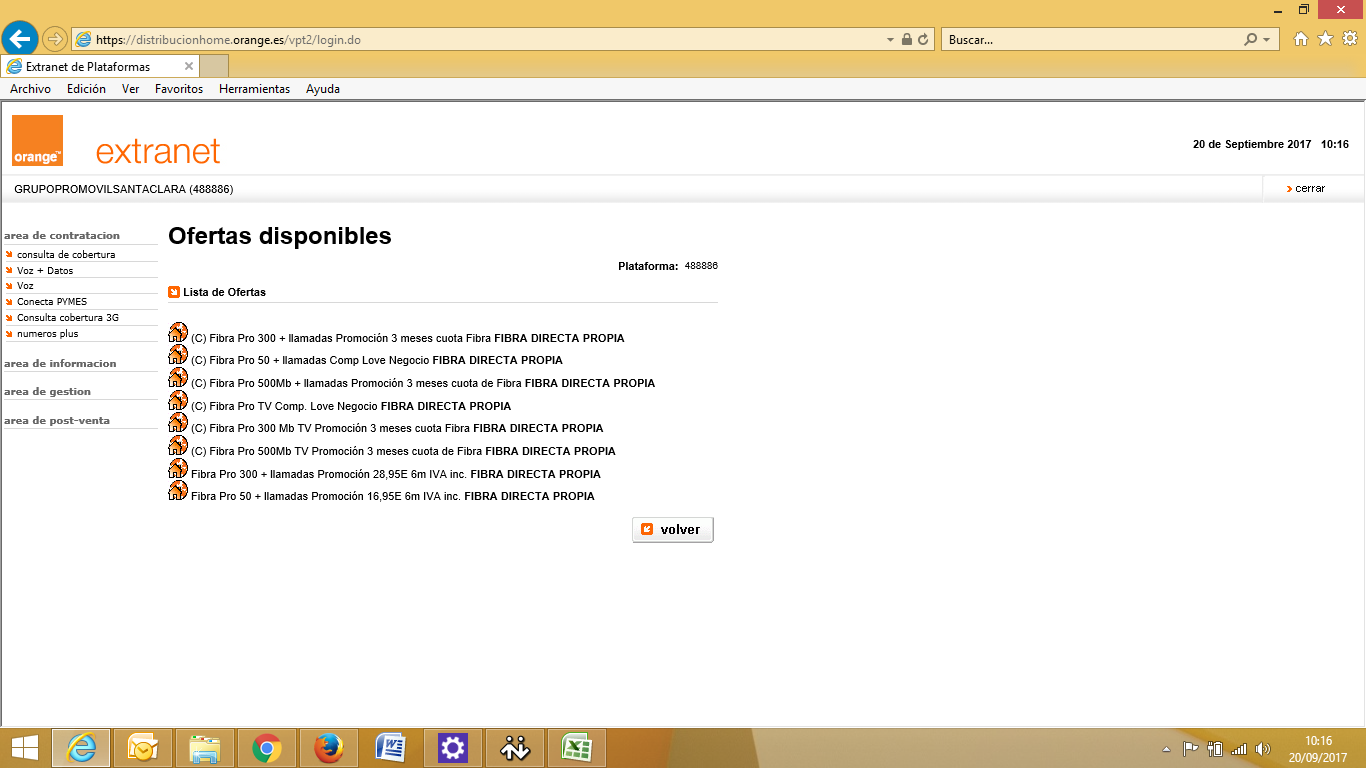 https://distribucionhome.orange.es/vpt2/login.do
Buscar...
Extranet de Plataformas
Archivo Edición Ver Favoritos Herramientas Ayuda
orange™
extranet
20 de Septiembre 2017 10:16
GRUPOPROMOVILSANTACLARA (488886)
cerrar
area de contratacion
consulta de cobertura
Voz + Datos
Voz
Conecta PYMES
Consulta cobertura 3G
numeros plus
area de informacion
area de gestion
area de post-venta
Ofertas disponibles
Plataforma: 488886
Lista de Ofertas
(C) Fibra Pro 300 + llamadas Promoción 3 meses cuota Fibra FIBRA DIRECTA PROPIA
(C) Fibra Pro 50 + llamadas Comp Love Negocio FIBRA DIRECTA PROPIA
(C) Fibra Pro 500Mb + llamadas Promoción 3 meses cuota de Fibra FIBRA DIRECTA PROPIA
(C) Fibra Pro TV Comp. Love Negocio FIBRA DIRECTA PROPIA
(C) Fibra Pro 300 Mb TV Promoción 3 meses cuota Fibra FIBRA DIRECTA PROPIA
(C) Fibra Pro 500Mb TV Promoción 3 meses cuota de Fibra FIBRA DIRECTA PROPIA
Fibra Pro 300 + llamadas Promoción 28,95E 6m IVA inc. FIBRA DIRECTA PROPIA
Fibra Pro 50 + llamadas Promoción 16,95E 6m IVA inc. FIBRA DIRECTA PROPIA
volver
10:16
20/09/2017